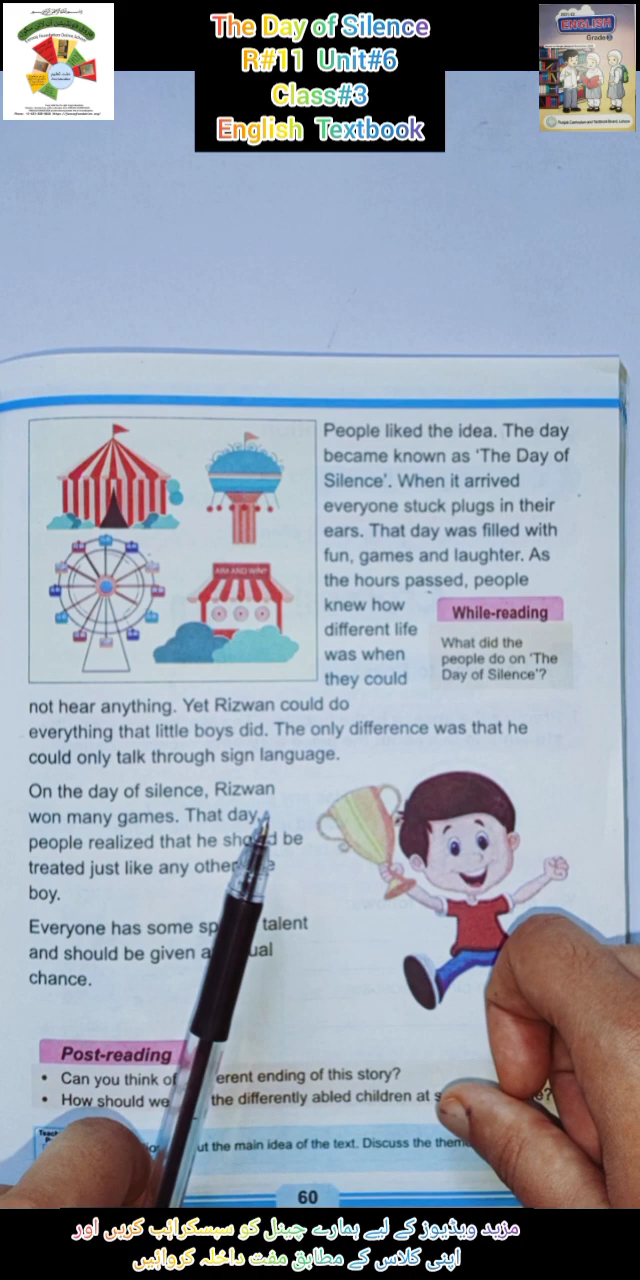 The Day of Silence
R#11 Unit#6
Class#3
English Textbook
ENGLISH
Grade 3
Punjab Curriculum and Textbook Board, Lahore
People liked the idea. The day
became known as 'The Day of
Silence'. When it arrived
everyone stuck plugs in their
ears. That day was filled with
fun, games and laughter. As
the hours passed, people
knew how
different life
was when
they could
While-reading
What did the
people do on 'The
Day of Silence'?
not hear anything. Yet Rizwan could do
everything that little boys did. The only difference was that he
could only talk through sign language.
On the day of silence, Rizwan
won many games. That day,
people realized that he should be
treated just like any other
boy.
Everyone has some talent
and should be given
chance.
Post-reading
• Can you think of erent ending of this story?
• How should we the differently abled children at
ut the main idea of the text. Discuss the them
60
مزید ویڈیوز کے لیے ہمارے چینل کو سبسکرائب کریں اور
اپنی کلاس کے مطابق مفت داخلہ کروائیں